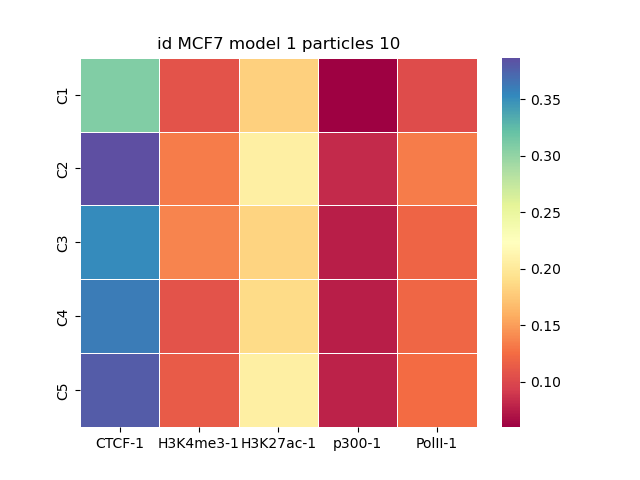 id MCF7 model 1 particles 10
C1
C2
C3
C4
C5
CTCF-1 H3K4me3-1 H3K27ac-1 p300-1 PolII-1
0.35
0.30
0.25
0.20
0.15
0.10